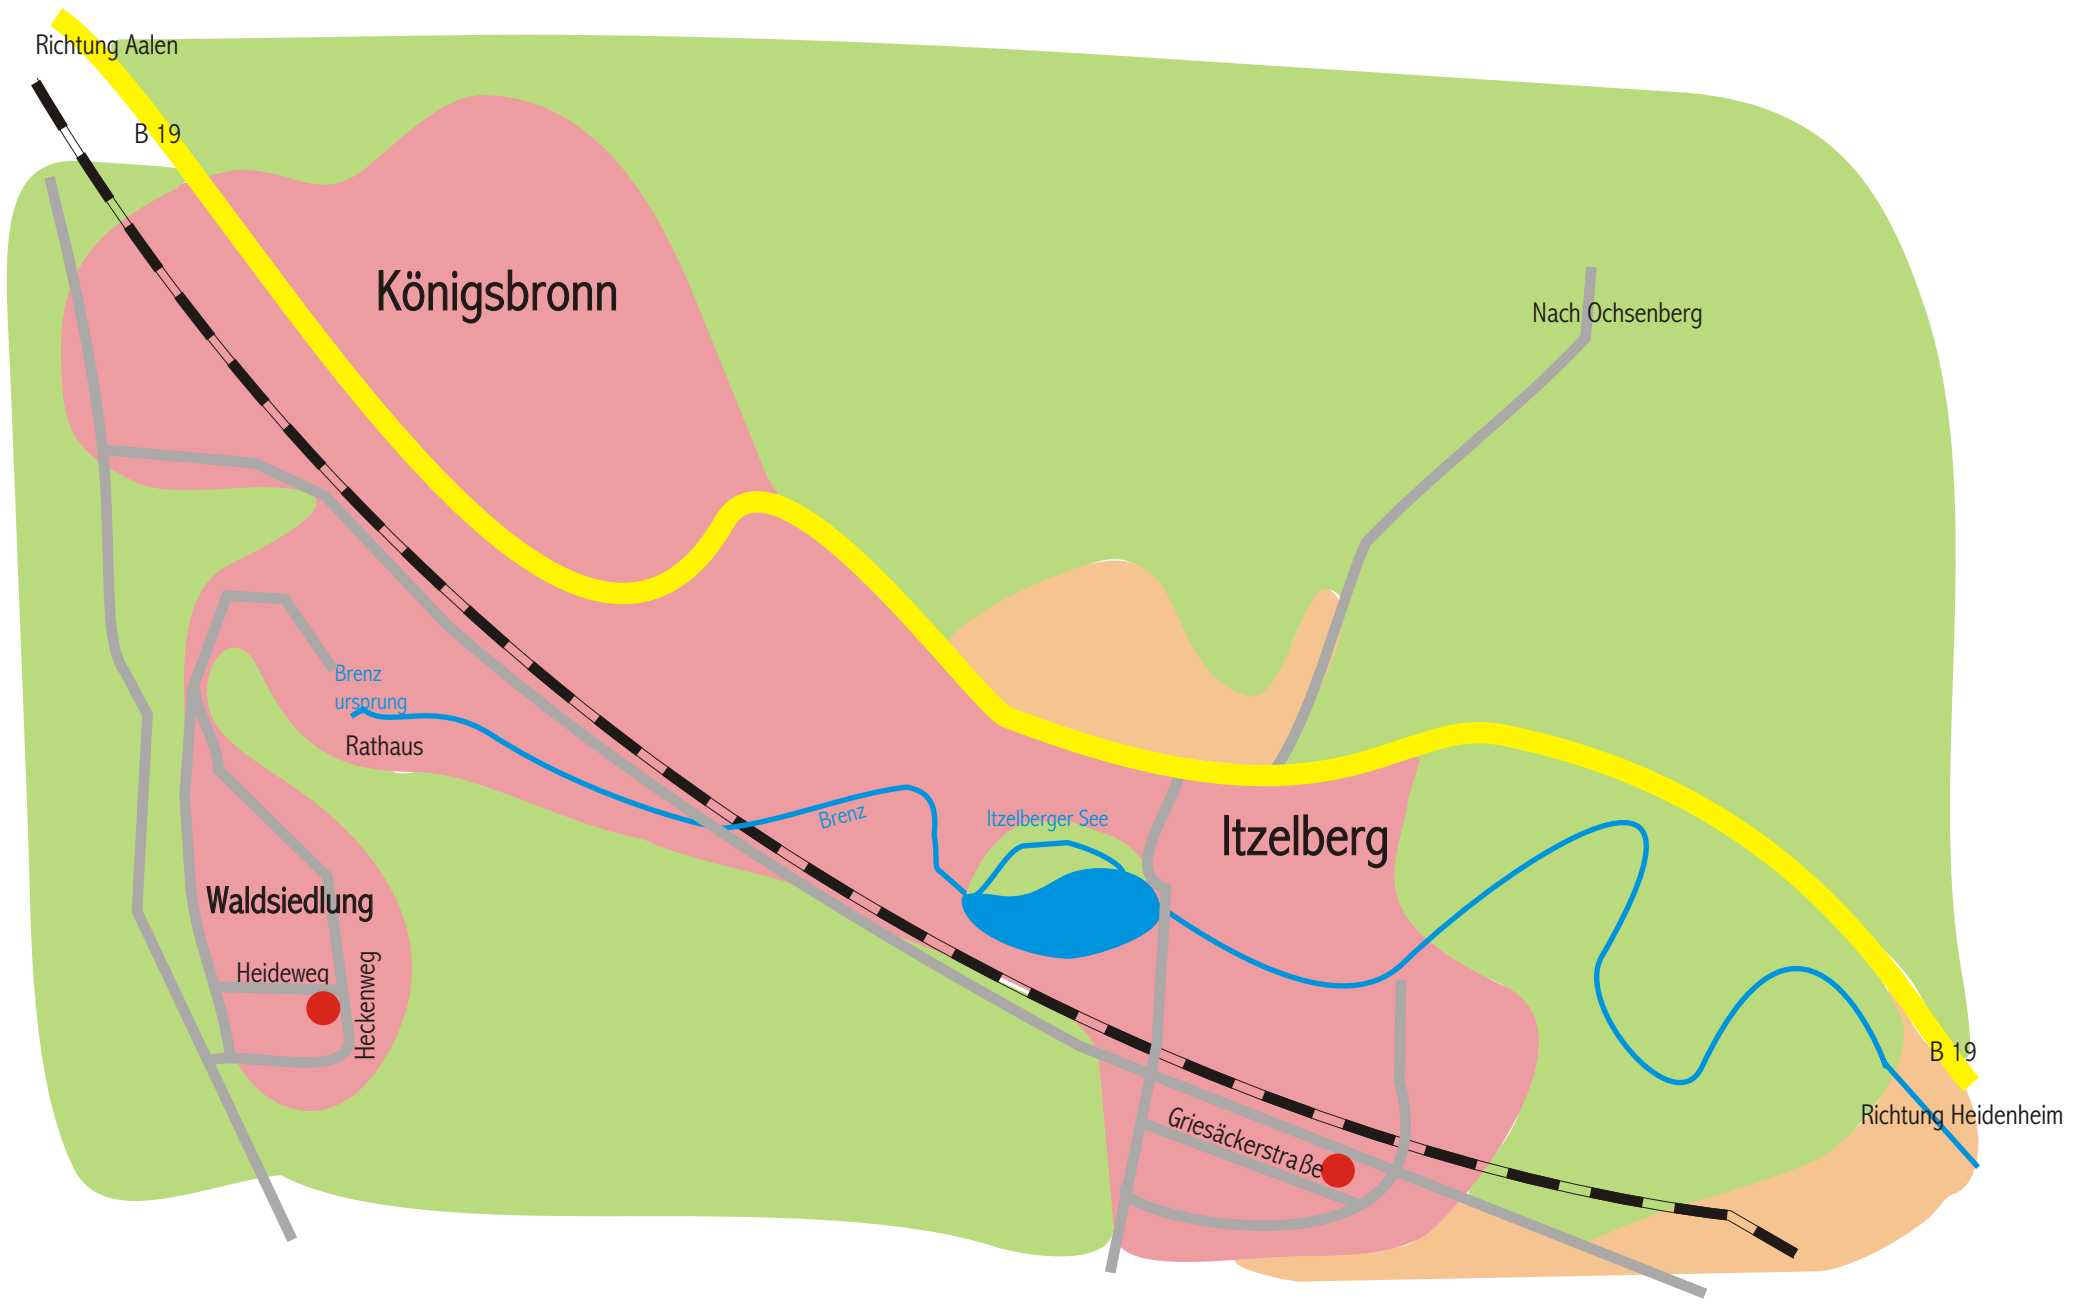 Richtung Aalen
B 19
Königsbronn
Nach Ochsenberg
Brenz
ursprung
Rathaus
Brenz
Itzelberger See
Itzelberg
Waldsiedlung
Heideweg
Heckenweg
B 19
Richtung Heidenheim
Griesäckerstraße